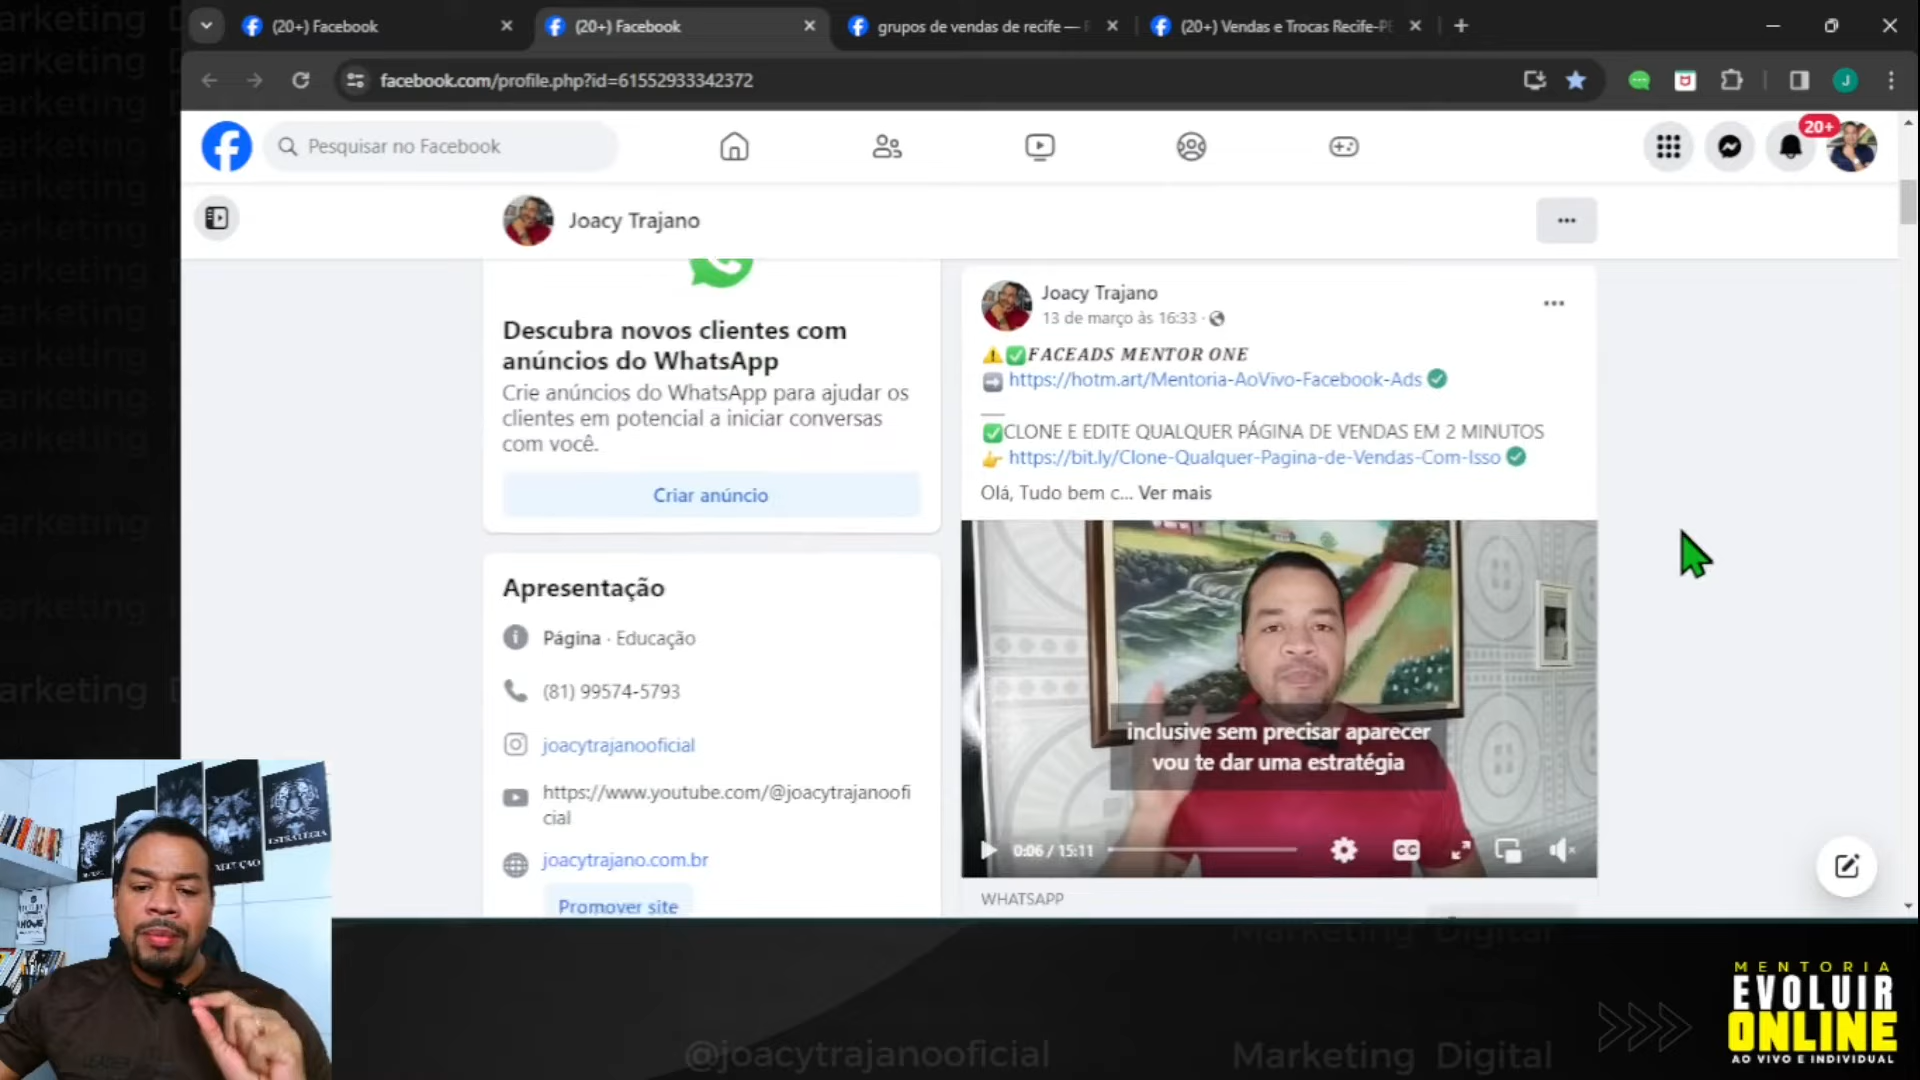 (20+) Facebook
(20+) Facebook
grupos de vendas de recife —
(20+) Vendas e Trocas Recife-PE
facebook.com/profile.php?id=61552933342372
Pesquisar no Facebook
20+
J
Joacy Trajano
Descubra novos clientes com
anúncios do WhatsApp
Crie anúncios do WhatsApp para ajudar os
clientes em potencial a iniciar conversas
com você.
Criar anúncio
Apresentação
Página · Educação
(81) 99574-5793
joacytrajanooficial
https://www.youtube.com/@joacytrajanoofi
cial
joacytrajano.com.br
Promover site
Joacy Trajano
13 de março às 16:33 ·
⚠️✅FACEADS MENTOR ONE
➡️ https://hotm.art/Mentoria-AoVivo-Facebook-Ads
__
✅CLONE E EDITE QUALQUER PÁGINA DE VENDAS EM 2 MINUTOS
👉 https://bit.ly/Clone-Qualquer-Pagina-de-Vendas-Com-Isso
Olá, Tudo bem c... Ver mais
inclusive sem precisar aparecer
vou te dar uma estratégia
0:06 / 15:11
CC
WHATSAPP
ESTRATÉGIA
@joacytrajanooficial
Marketing Digital
Marketing Digital
MENTORIA
EVOLUIR
ONLINE
AO VIVO E INDIVIDUAL